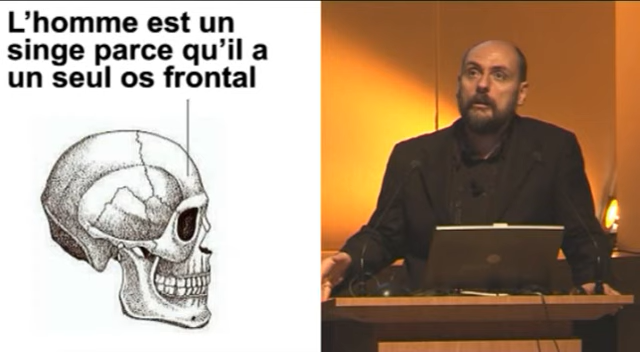 L’homme est un
singe parce qu’il a
un seul os frontal